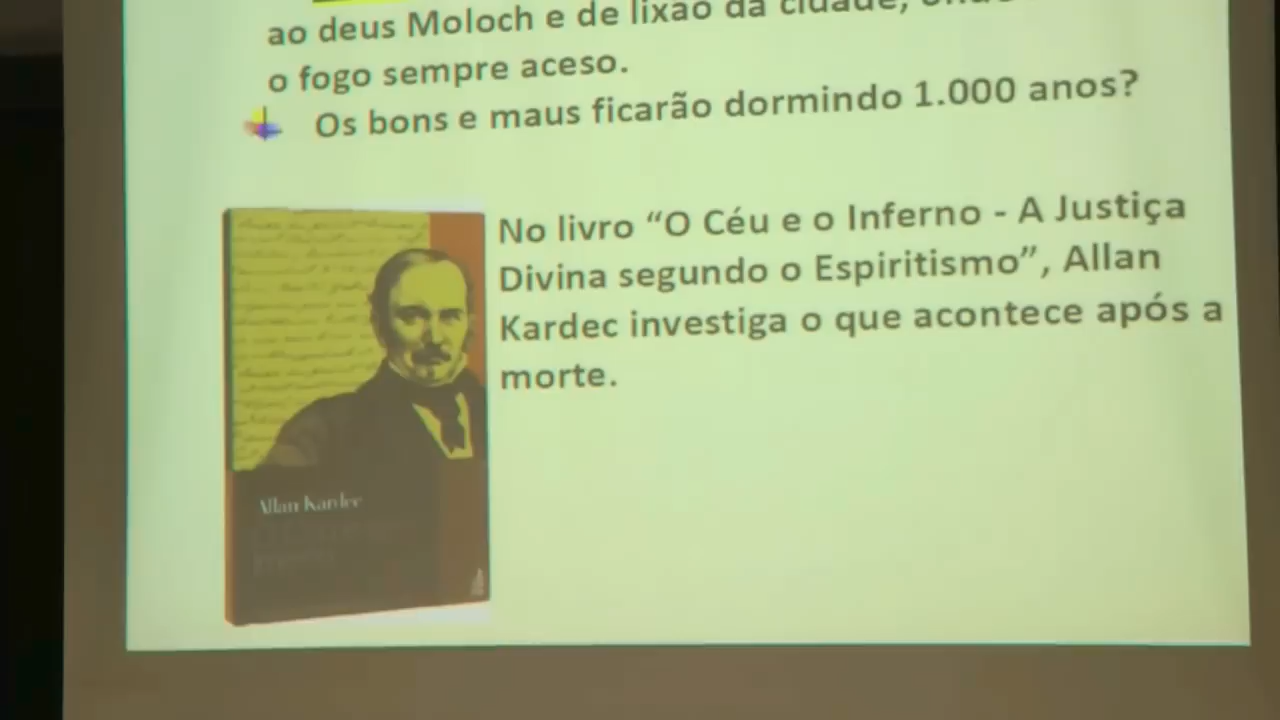 ao deus Moloch e de lixão da cidade,
o fogo sempre aceso.
Os bons e maus ficarão dormindo 1.000 anos?
No livro “O Céu e o Inferno - A Justiça
Divina segundo o Espiritismo”, Allan
Kardec investiga o que acontece após a
morte.
Allan Kardec